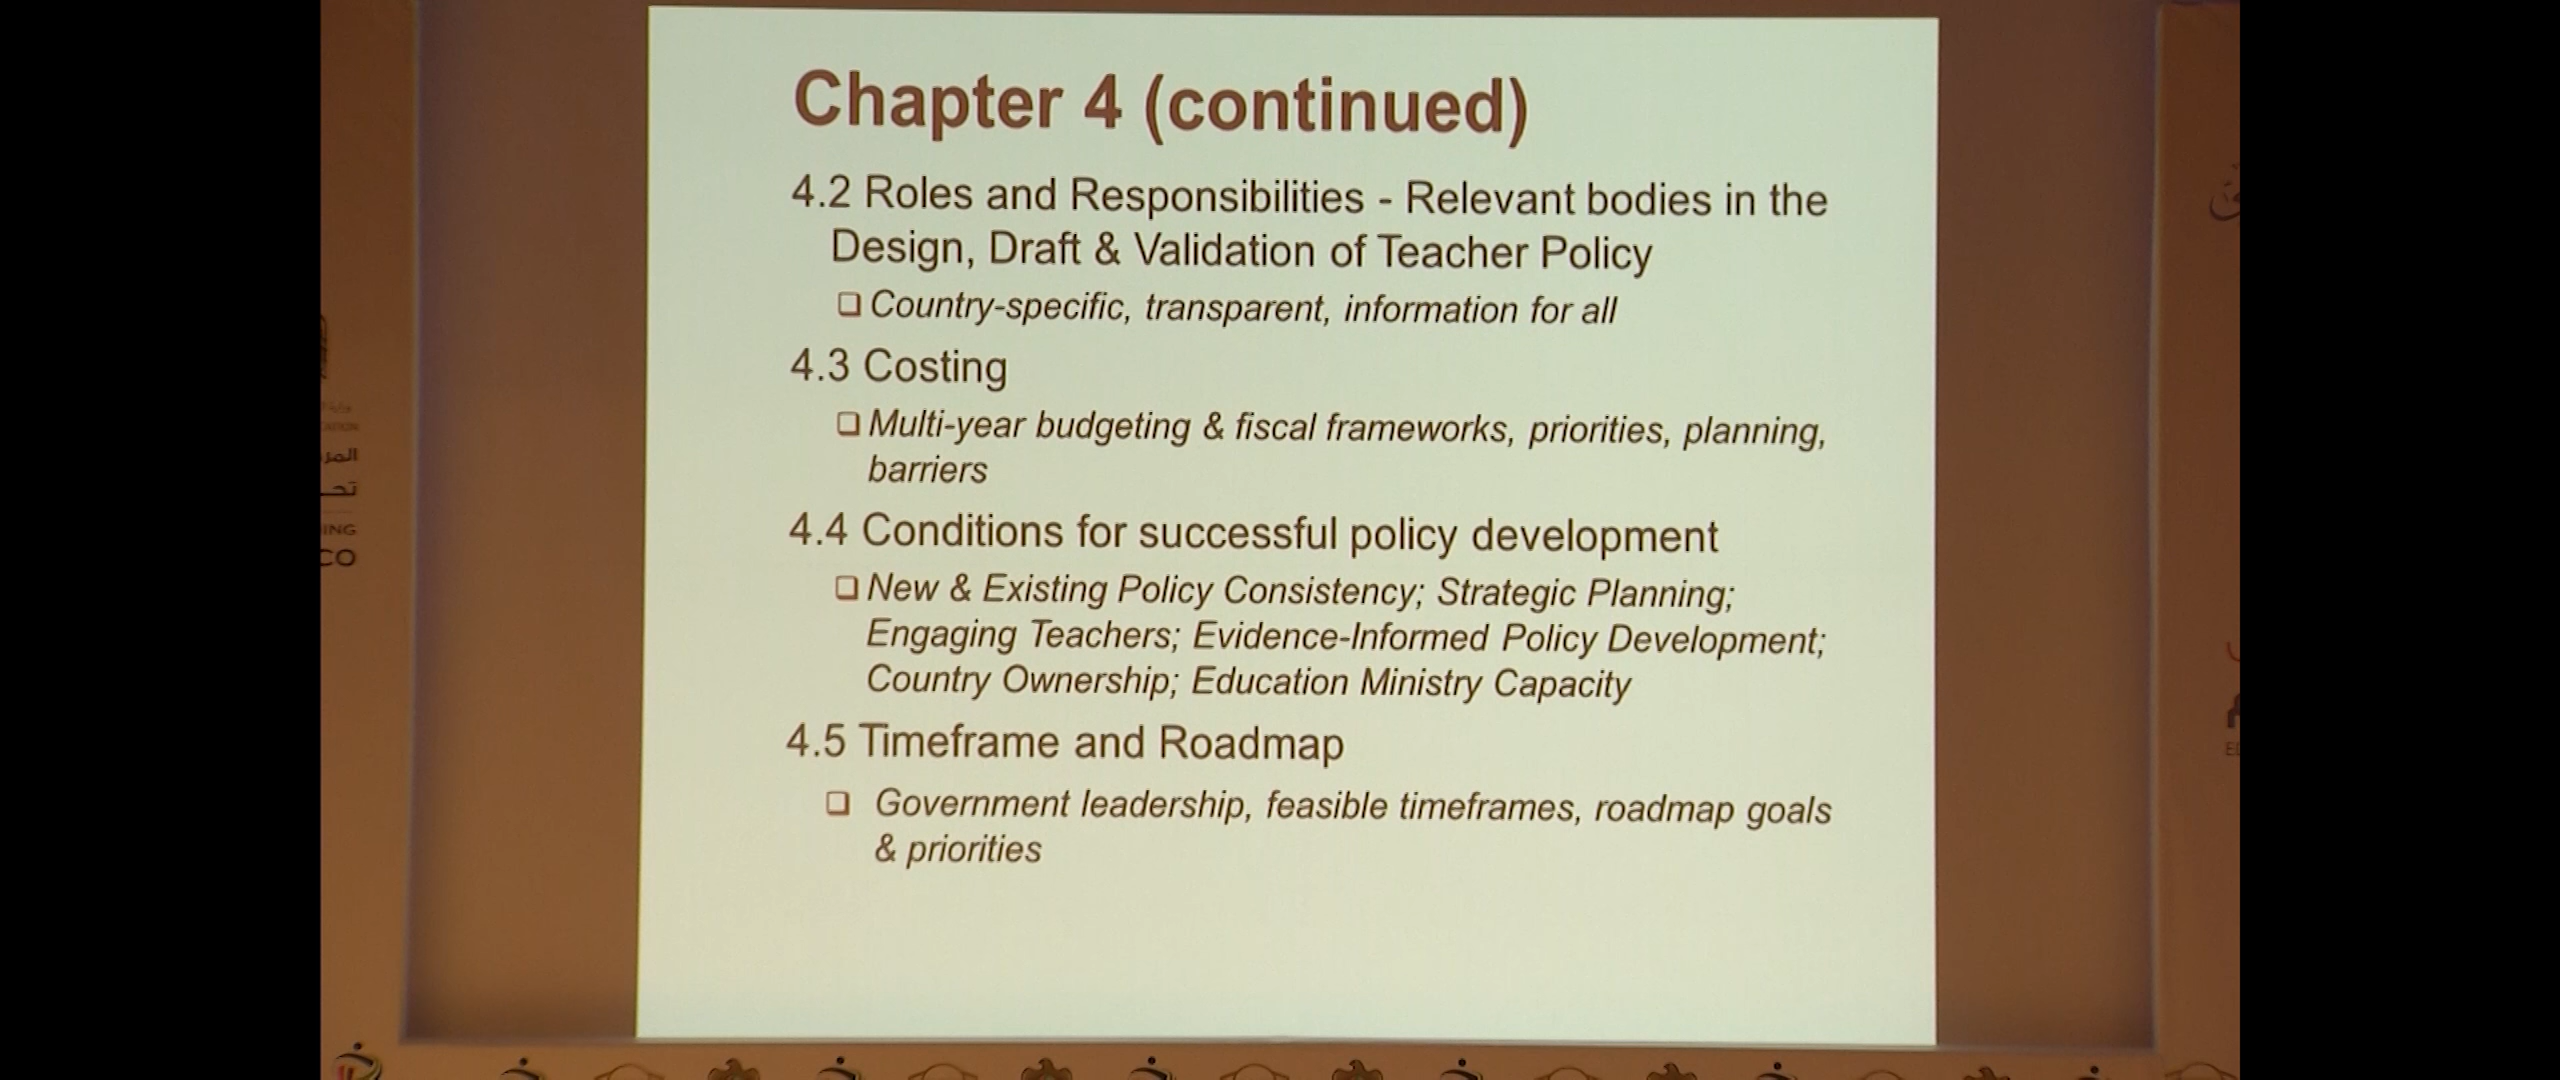 Chapter 4 (continued)
4.2 Roles and Responsibilities - Relevant bodies in the
Design, Draft & Validation of Teacher Policy
❑ Country-specific, transparent, information for all
4.3 Costing
❑ Multi-year budgeting & fiscal frameworks, priorities, planning,
barriers
4.4 Conditions for successful policy development
❑ New & Existing Policy Consistency; Strategic Planning;
Engaging Teachers; Evidence-Informed Policy Development;
Country Ownership; Education Ministry Capacity
4.5 Timeframe and Roadmap
❑ Government leadership, feasible timeframes, roadmap goals
& priorities